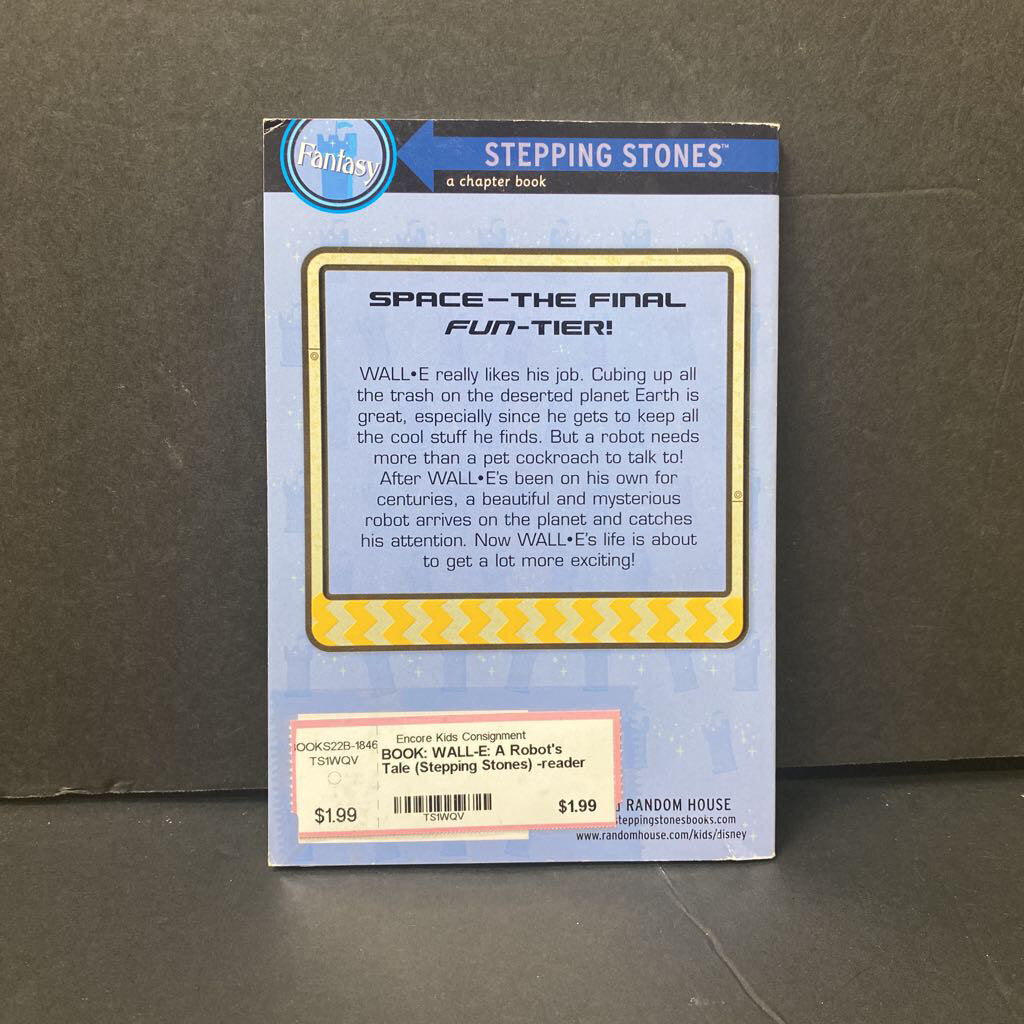 Fantasy
STEPPING STONES™
a chapter book
SPACE—THE FINAL
FUN-TIER!
WALL•E really likes his job. Cubing up all
the trash on the deserted planet Earth is
great, especially since he gets to keep all
the cool stuff he finds. But a robot needs
more than a pet cockroach to talk to!
After WALL•E's been on his own for
centuries, a beautiful and mysterious
robot arrives on the planet and catches
his attention. Now WALL•E's life is about
to get a lot more exciting!
OOKS22B-1846
TS1WQV
$1.99
Encore Kids Consignment
BOOK: WALL-E: A Robot's
Tale (Stepping Stones) -reader
TS1WQV
$1.99
RANDOM HOUSE
steppingstonesbooks.com
www.randomhouse.com/kids/disney